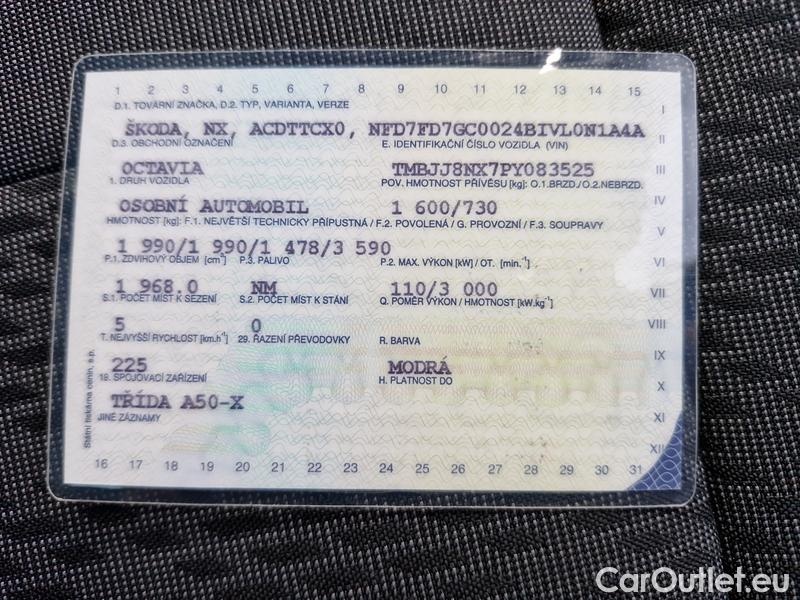 1 2 3 4 5 6 7 8 9 10 11 12 13 14 15
D.1. TOVÁRNÍ ZNAČKA, D.2. TYP, VARIANTA, VERZE I
ŠKODA, NX, ACDTTCX0, NFD7FD7GC0024BIVL0N1A4A
D.3. OBCHODNÍ OZNAČENÍ E. IDENTIFIKAČNÍ ČÍSLO VOZIDLA (VIN) II
OCTAVIA TMBJJ8NX7PY083525 III
1. DRUH VOZIDLA POV. HMOTNOST PŘÍVĚSU [kg]: O.1.BRZD./O.2.NEBRZD.
OSOBNÍ AUTOMOBIL 1 600/730 IV
HMOTNOST [kg]: F.1. NEJVĚTŠÍ TECHNICKY PŘÍPUSTNÁ / F.2. POVOLENÁ / G. PROVOZNÍ / F.3. SOUPRAVY V
1 990/1 990/1 478/3 590
P.1. ZDVIHOVÝ OBJEM [cm³] P.3. PALIVO P.2. MAX. VÝKON [kW] / OT. [min.⁻¹] VI
1 968.0 NM 110/3 000 VII
S.1. POČET MÍST K SEZENÍ S.2. POČET MÍST K STÁNÍ Q. POMĚR VÝKON / HMOTNOST [kW.kg⁻¹]
5 0 VIII
T. NEJVYŠŠÍ RYCHLOST [km.h⁻¹] 29. ŘAZENÍ PŘEVODOVKY R. BARVA
225 MODRÁ IX
18. SPOJOVACÍ ZAŘÍZENÍ H. PLATNOST DO X
TŘÍDA A50-X
JINÉ ZÁZNAMY XI
XII
16 17 18 19 20 21 22 23 24 25 26 27 28 29 30 31
Státní tiskárna cenin, s.p.
CarOutlet.eu